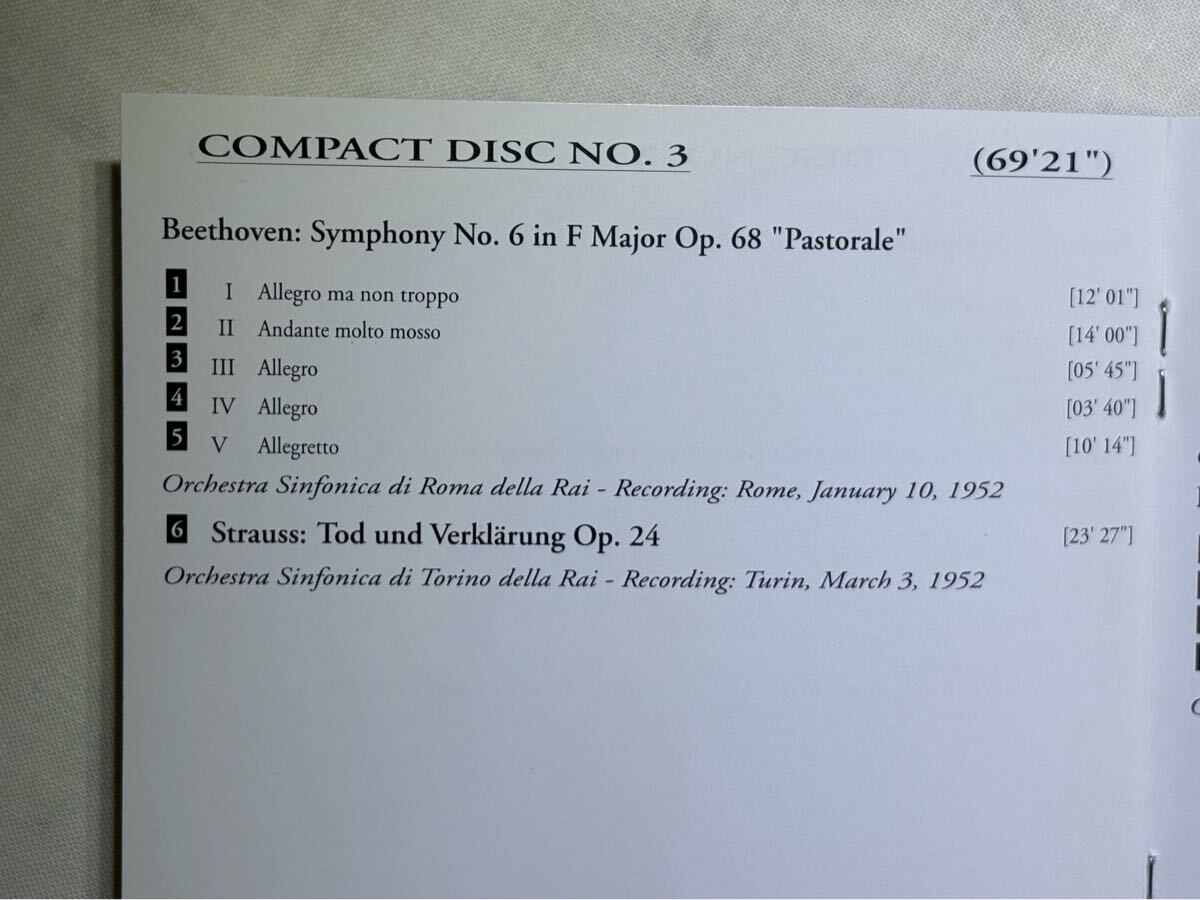 COMPACT DISC NO. 3 (69'21")
Beethoven: Symphony No. 6 in F Major Op. 68 "Pastorale"
1 I Allegro ma non troppo [12' 01"]
2 II Andante molto mosso [14' 00"]
3 III Allegro [05' 45"]
4 IV Allegro [03' 40"]
5 V Allegretto [10' 14"]
Orchestra Sinfonica di Roma della Rai - Recording: Rome, January 10, 1952
6 Strauss: Tod und Verklärung Op. 24 [23' 27"]
Orchestra Sinfonica di Torino della Rai - Recording: Turin, March 3, 1952